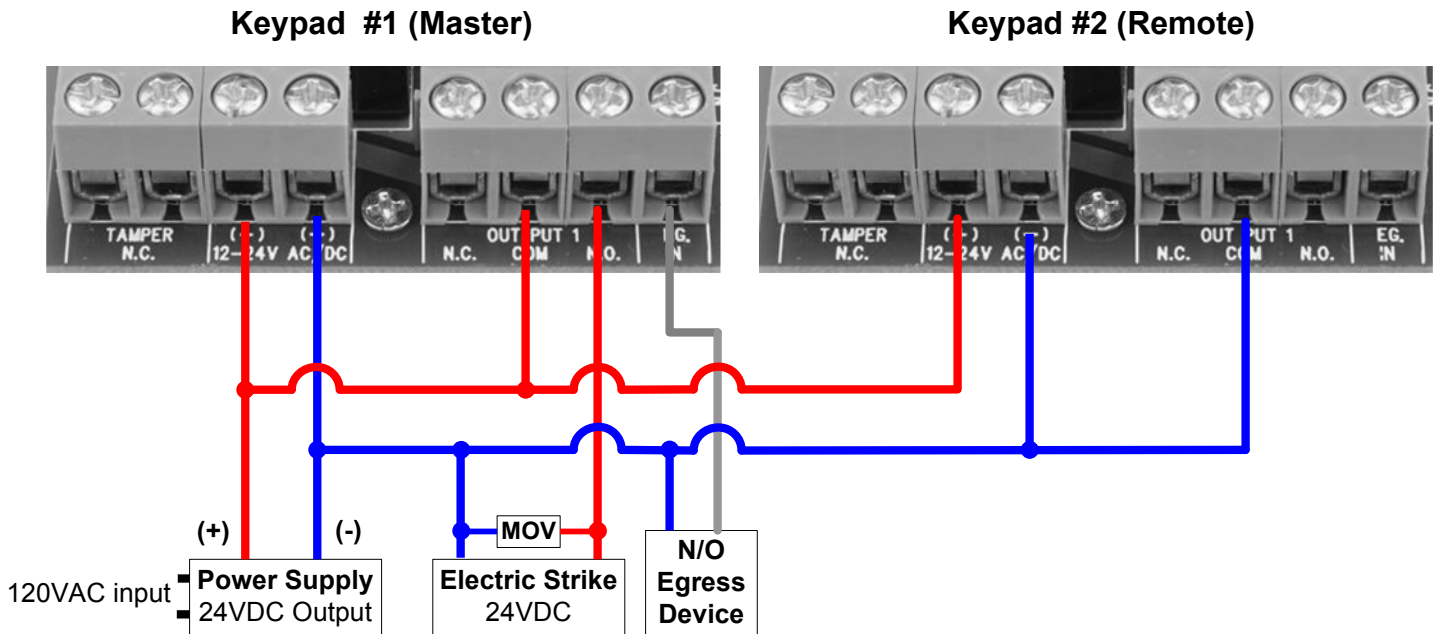 Keypad #1 (Master)
Keypad #2 (Remote)
TAMPER
N.C.
12-24V AC/DC
OUTPUT 1
N.C. COM N.O.
IN
TAMPER
N.C.
(-)
12-24V AC/DC
OUTPUT 1
N.C. COM N.O.
EG.
IN
(+)
(-)
120VAC input
Power Supply
24VDC Output
MOV
Electric Strike
24VDC
N/O
Egress
Device